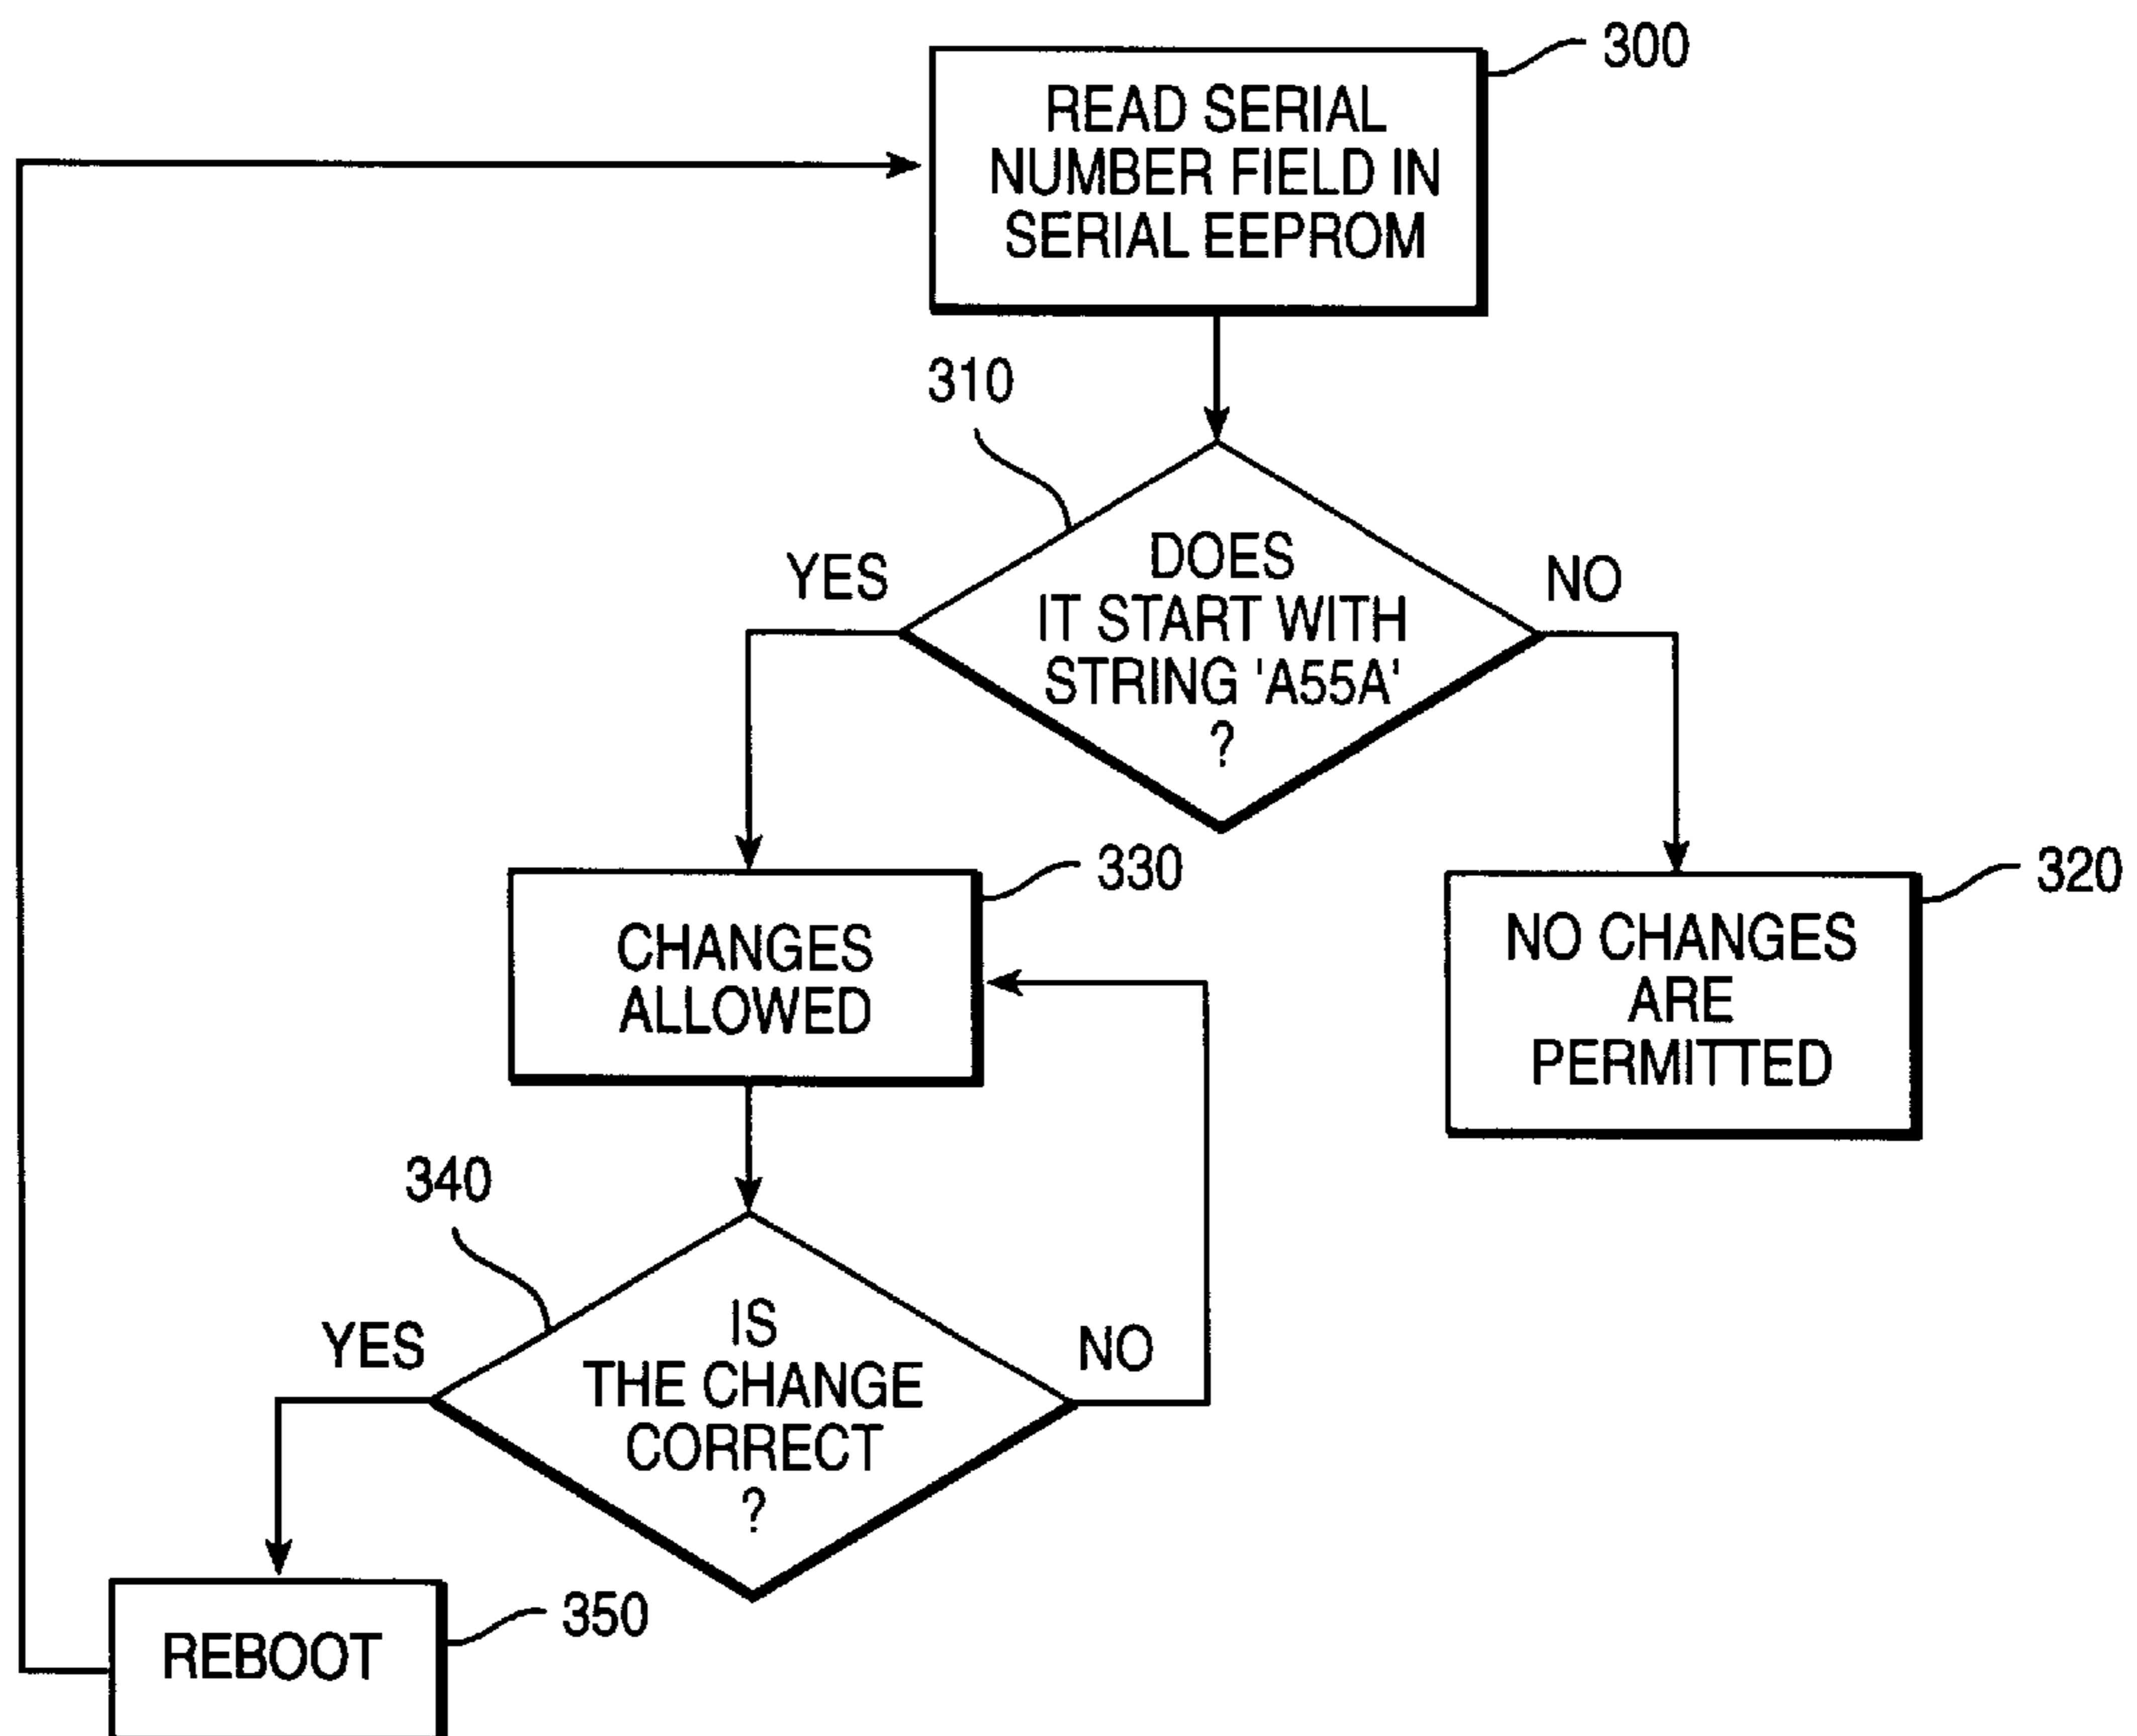 300
READ SERIAL
NUMBER FIELD IN
SERIAL EEPROM
310
YES
DOES
IT START WITH
STRING 'A55A'
?
NO
330
CHANGES
ALLOWED
320
NO CHANGES
ARE
PERMITTED
340
YES
IS
THE CHANGE
CORRECT
?
NO
350
REBOOT